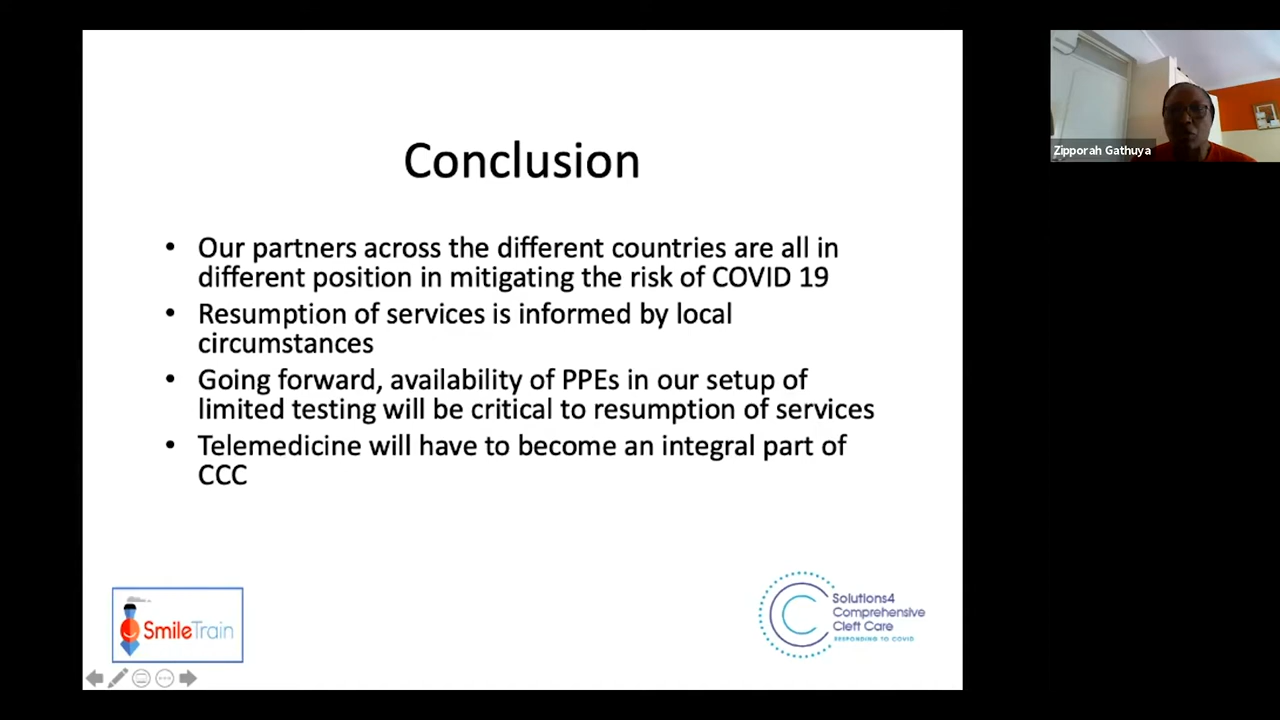 Conclusion
• Our partners across the different countries are all in
different position in mitigating the risk of COVID 19
• Resumption of services is informed by local
circumstances
• Going forward, availability of PPEs in our setup of
limited testing will be critical to resumption of services
• Telemedicine will have to become an integral part of
CCC
SmileTrain
Solutions4
Comprehensive
Cleft Care
RESPONDING TO COVID
Zipporah Gathuya